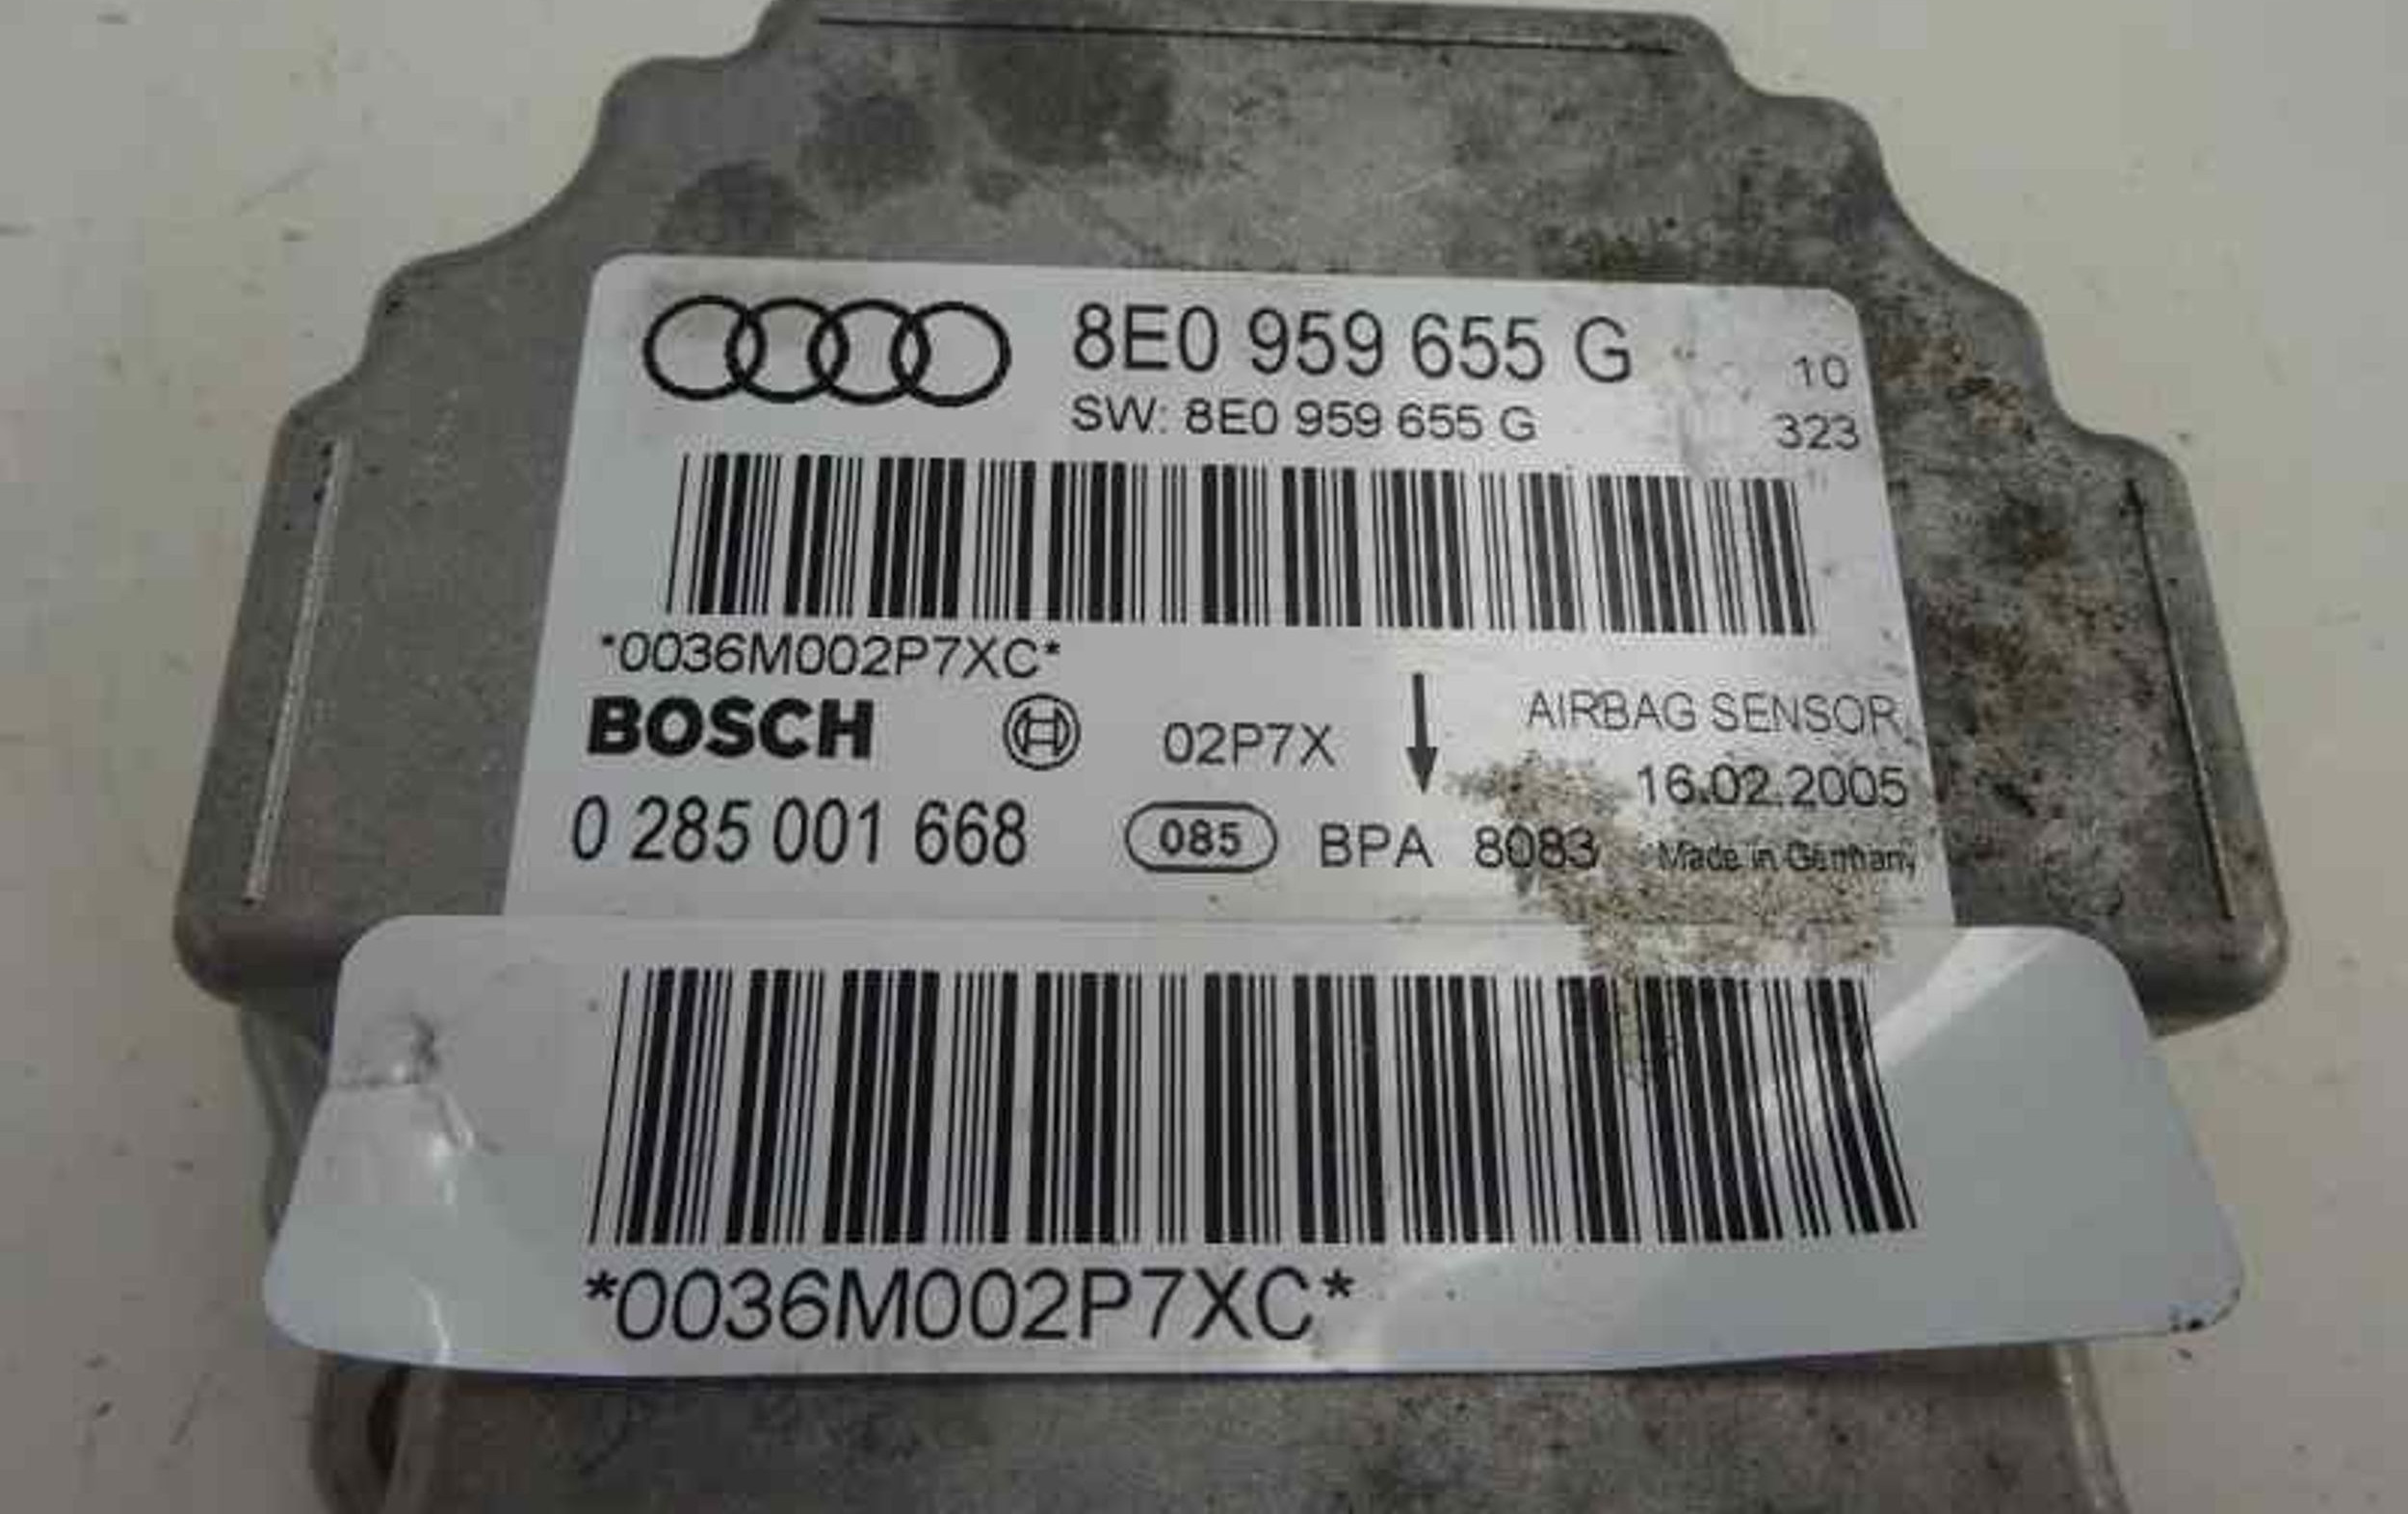 8E0 959 655 G
10
SW: 8E0 959 655 G
323
*0036M002P7XC*
BOSCH
02P7X
AIRBAG SENSOR
16.02.2005
0 285 001 668
085
BPA 8083
Made in Germany
*0036M002P7XC*